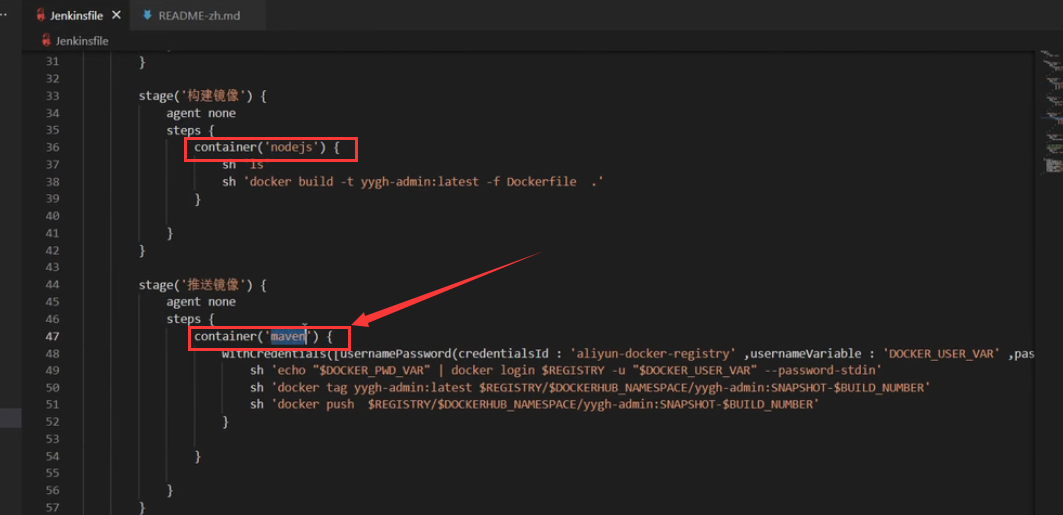 Jenkinsfile
README-zh.md
Jenkinsfile
31 }
32
33 stage('构建镜像') {
34 agent none
35 steps {
36 container('nodejs') {
37 sh 'ls'
38 sh 'docker build -t yygh-admin:latest -f Dockerfile  .'
39 }
40
41 }
42 }
43
44 stage('推送镜像') {
45 agent none
46 steps {
47 container('maven') {
48 withCredentials([usernamePassword(credentialsId : 'aliyun-docker-registry' ,usernameVariable : 'DOCKER_USER_VAR' ,pas
49 sh 'echo "$DOCKER_PWD_VAR" | docker login $REGISTRY -u "$DOCKER_USER_VAR" --password-stdin'
50 sh 'docker tag yygh-admin:latest $REGISTRY/$DOCKERHUB_NAMESPACE/yygh-admin:SNAPSHOT-$BUILD_NUMBER'
51 sh 'docker push  $REGISTRY/$DOCKERHUB_NAMESPACE/yygh-admin:SNAPSHOT-$BUILD_NUMBER'
52 }
53
54 }
55
56 }
57 }